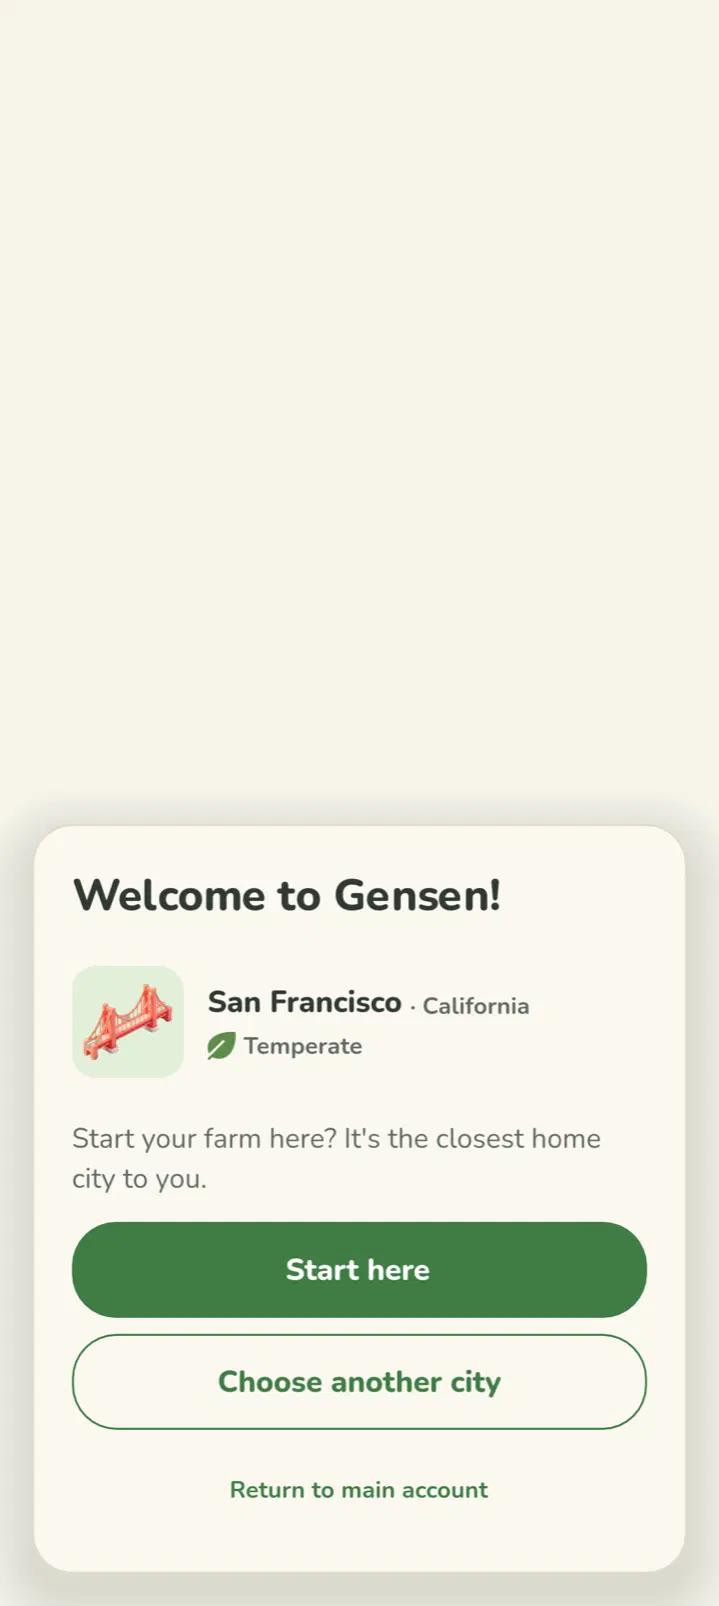 Welcome to Gensen!
San Francisco · California
Temperate
Start your farm here? It's the closest home
city to you.
Start here
Choose another city
Return to main account